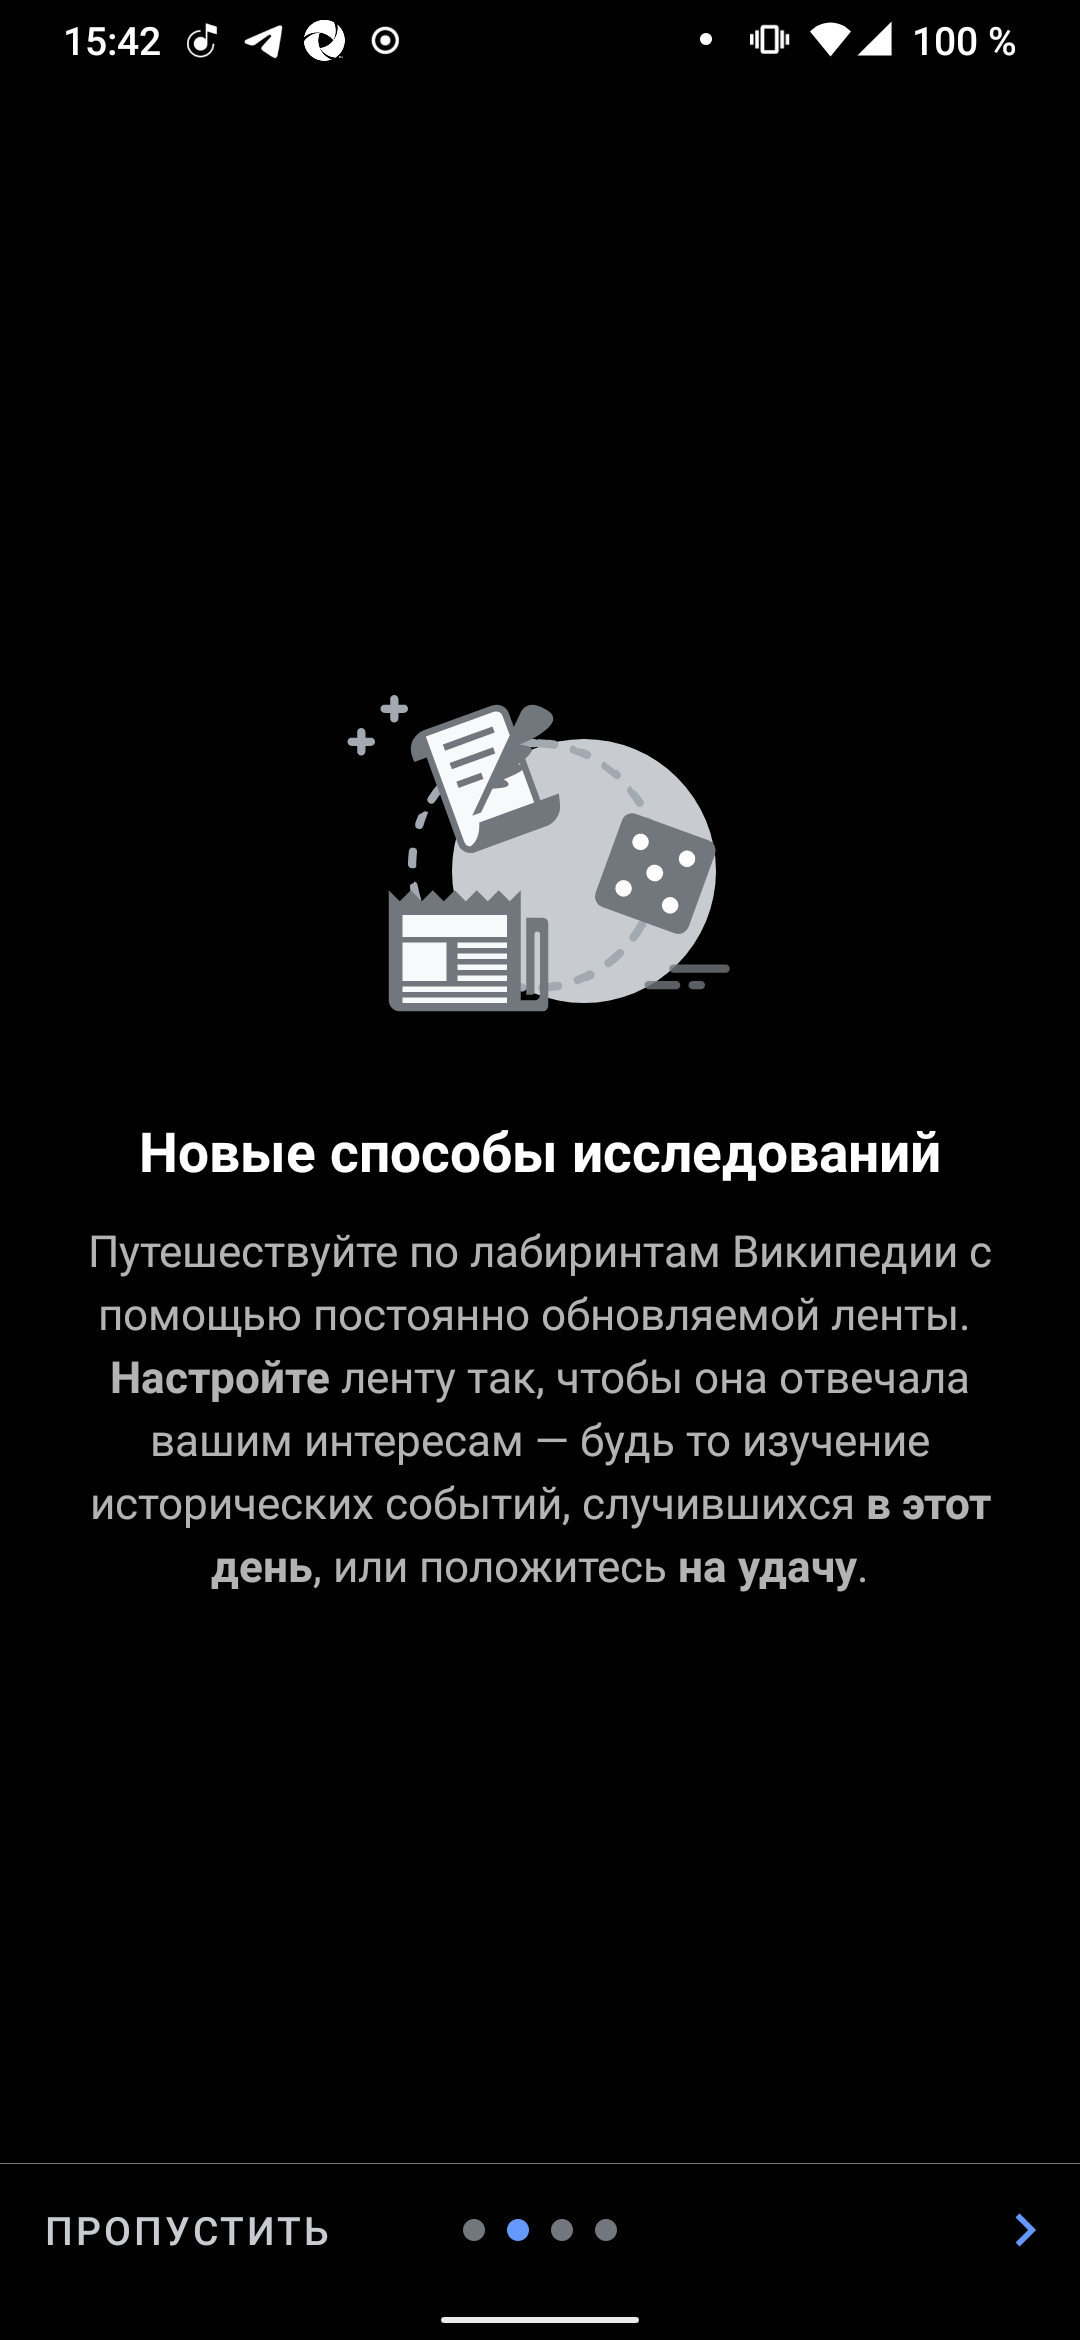 15:42
100 %
Новые способы исследований
Путешествуйте по лабиринтам Википедии с
помощью постоянно обновляемой ленты.
Настройте ленту так, чтобы она отвечала
вашим интересам — будь то изучение
исторических событий, случившихся в этот
день, или положитесь на удачу.
ПРОПУСТИТЬ